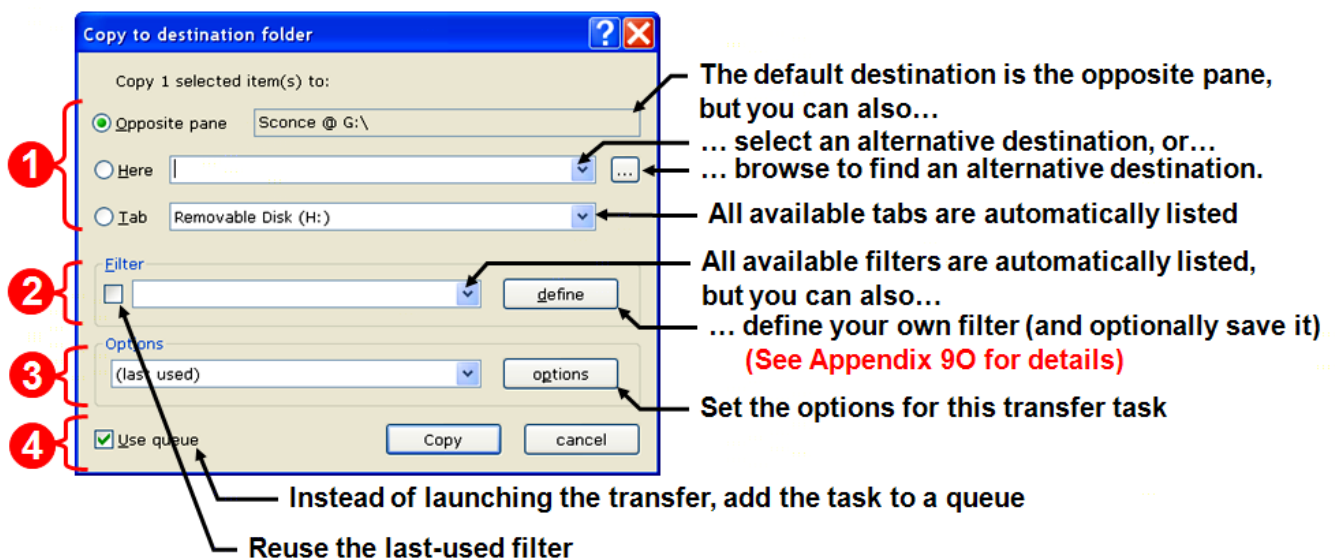 Copy to destination folder
Copy 1 selected item(s) to:
The default destination is the opposite pane,
but you can also…
Opposite pane
Sconce @ G:\
… select an alternative destination, or…
1
Here
...
… browse to find an alternative destination.
Tab
Removable Disk (H:)
All available tabs are automatically listed
Filter
All available filters are automatically listed,
but you can also…
2
define
… define your own filter (and optionally save it)
(See Appendix 9O for details)
Options
3
(last used)
options
Set the options for this transfer task
4
Use queue
Copy
cancel
Instead of launching the transfer, add the task to a queue
Reuse the last-used filter